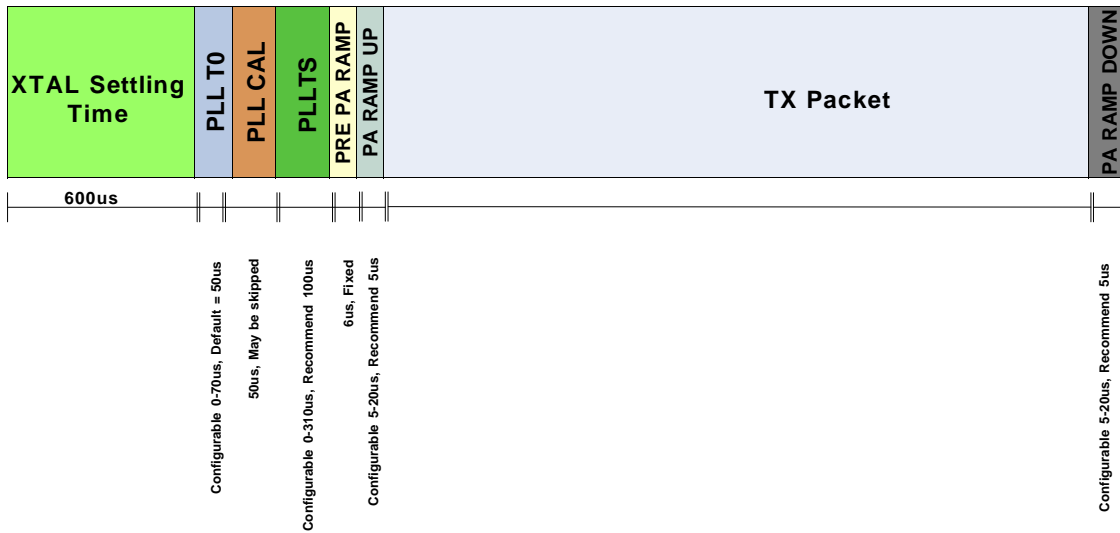 XTAL Settling
Time
PLL T0
PLL CAL
PLLTS
PRE PA RAMP
PA RAMP UP
TX Packet
PA RAMP DOWN
600us
Configurable 0-70us, Default = 50us
50us, May be skipped
Configurable 0-310us, Recommend 100us
6us, Fixed
Configurable 5-20us, Recommend 5us
Configurable 5-20us, Recommend 5us